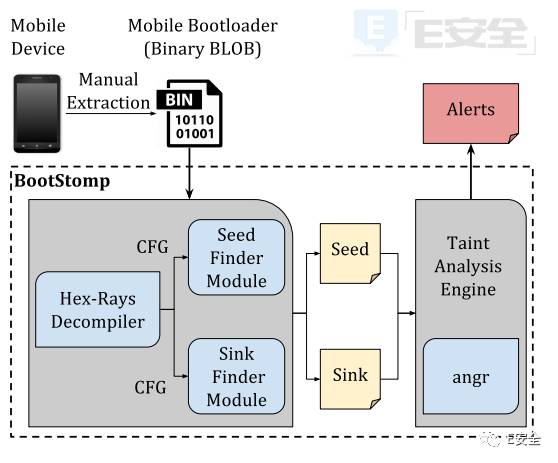 Mobile
Device
Mobile Bootloader
(Binary BLOB)
E安全
Manual
Extraction
BIN
10110
01001
Alerts
BootStomp
CFG
Seed
Finder
Module
Hex-Rays
Decompiler
CFG
Sink
Finder
Module
Seed
Sink
Taint
Analysis
Engine
angr
E安全